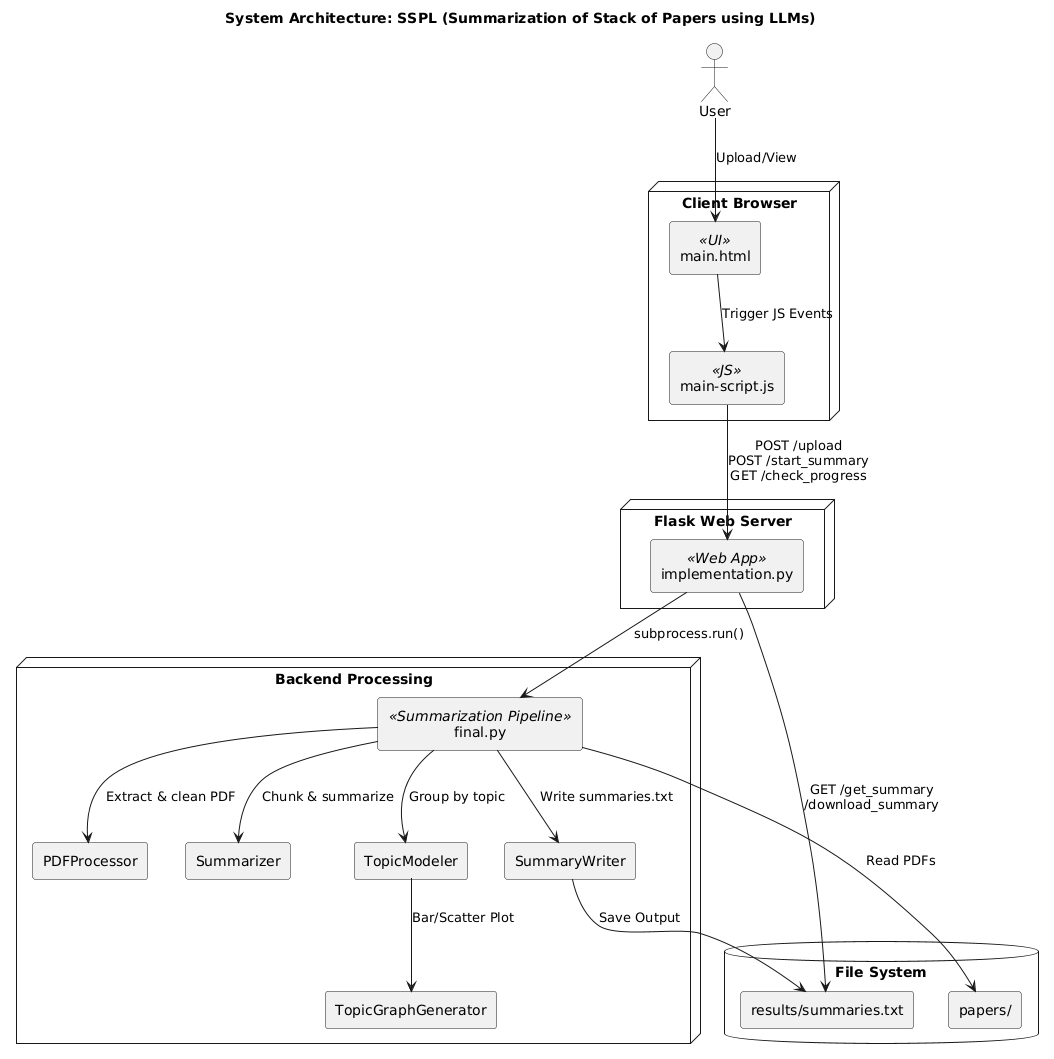 System Architecture: SSPL (Summarization of Stack of Papers using LLMs)
User
Upload/View
Client Browser
«UI»
main.html
Trigger JS Events
«JS»
main-script.js
POST /upload
POST /start_summary
GET /check_progress
Flask Web Server
«Web App»
implementation.py
subprocess.run()
Backend Processing
«Summarization Pipeline»
final.py
Extract & clean PDF
Chunk & summarize
Group by topic
Write summaries.txt
GET /get_summary
/download_summary
PDFProcessor
Summarizer
TopicModeler
SummaryWriter
Read PDFs
Bar/Scatter Plot
Save Output
File System
TopicGraphGenerator
results/summaries.txt
papers/